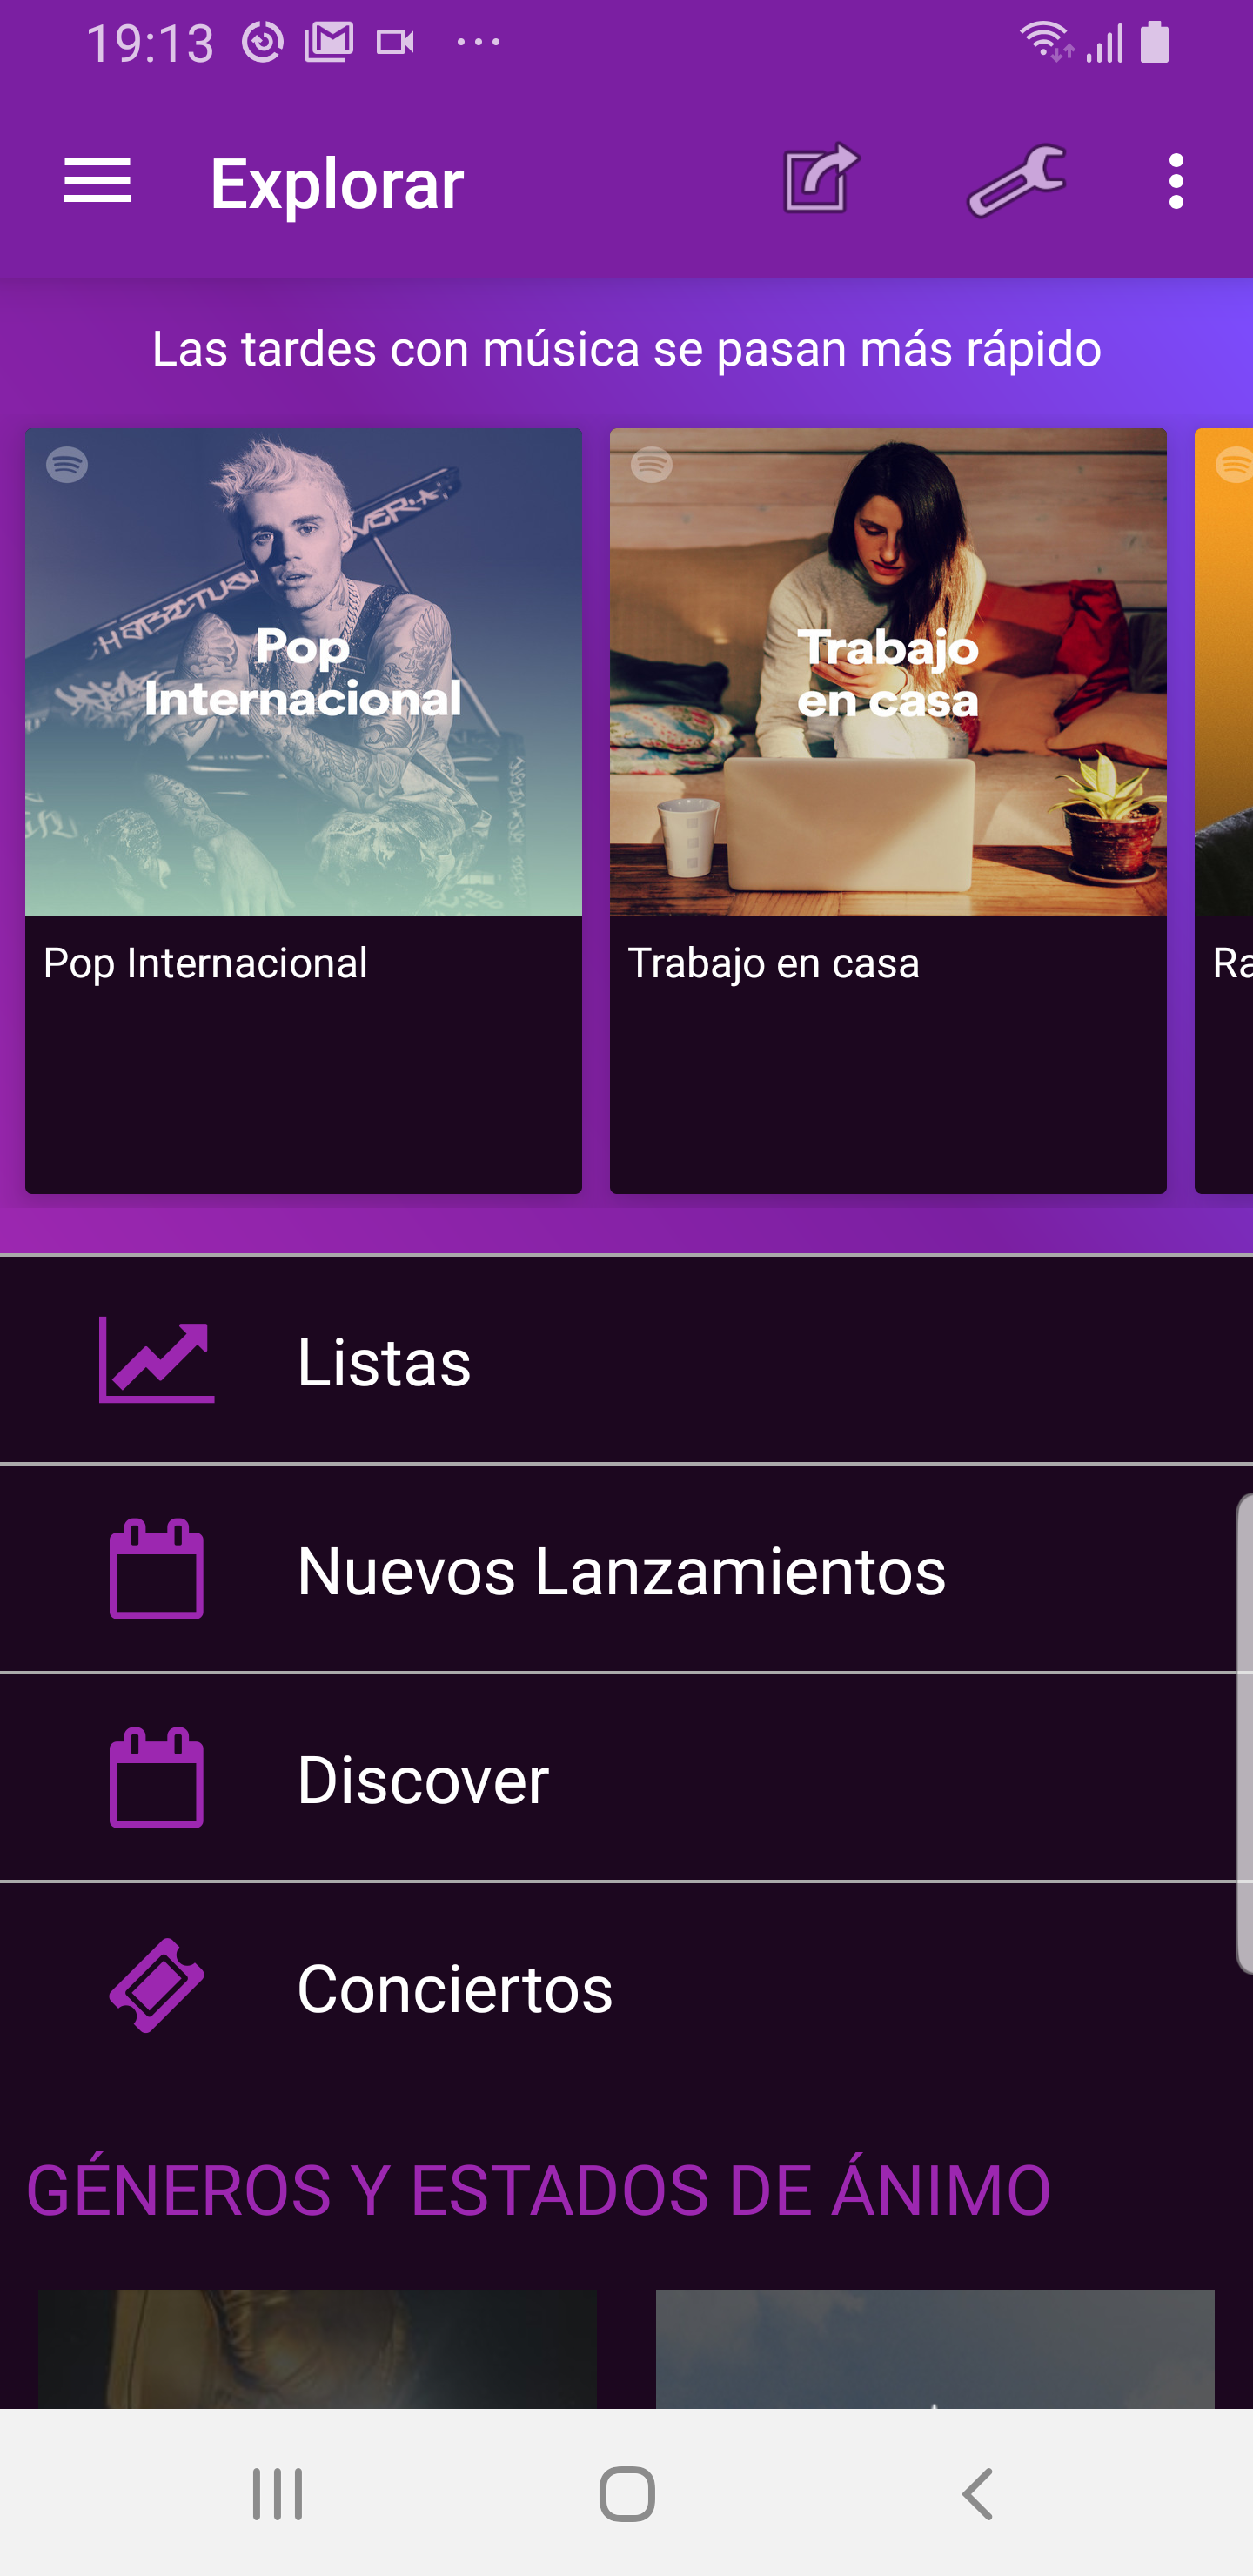 19:13
Explorar
Las tardes con música se pasan más rápido
Pop
Internacional
Trabajo
en casa
Pop Internacional
Trabajo en casa
Ra
Listas
Nuevos Lanzamientos
Discover
Conciertos
GÉNEROS Y ESTADOS DE ÁNIMO